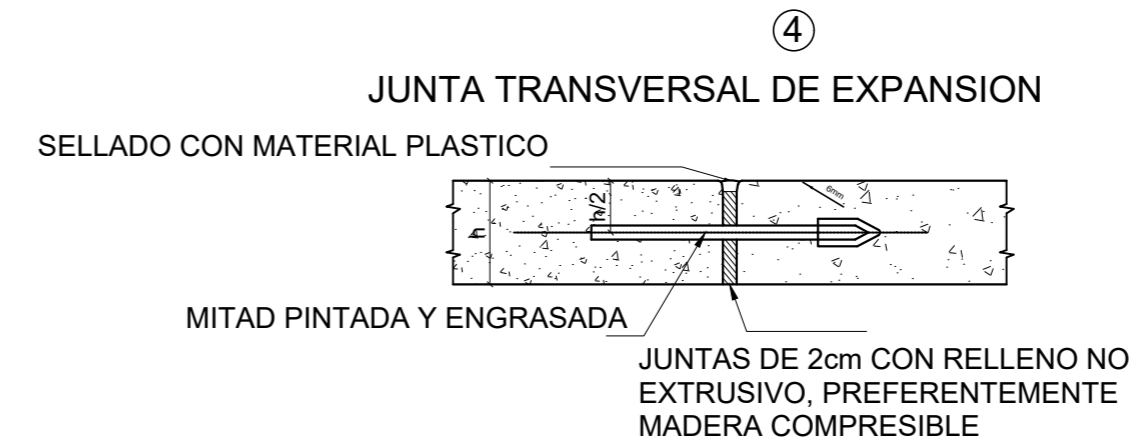 4
JUNTA TRANSVERSAL DE EXPANSION
SELLADO CON MATERIAL PLASTICO
6mm
h/2
h
MITAD PINTADA Y ENGRASADA
JUNTAS DE 2cm CON RELLENO NO
EXTRUSIVO, PREFERENTEMENTE
MADERA COMPRESIBLE